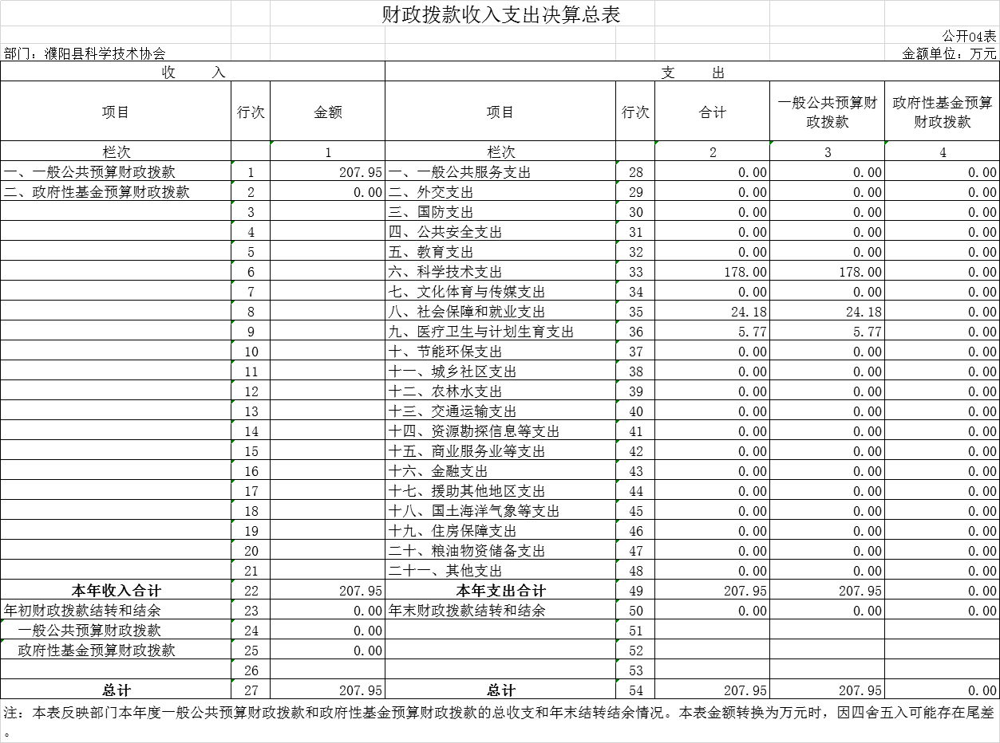 财政拨款收入支出决算总表
公开04表
部门：濮阳县科学技术协会 金额单位：万元
收 入 支 出
项目 行次 金额 项目 行次 合计 一般公共预算财政拨款 政府性基金预算财政拨款
栏次 1 栏次 2 3 4
一、一般公共预算财政拨款 1 207.95 一、一般公共服务支出 28 0.00 0.00 0.00
二、政府性基金预算财政拨款 2 0.00 二、外交支出 29 0.00 0.00 0.00
3 三、国防支出 30 0.00 0.00 0.00
4 四、公共安全支出 31 0.00 0.00 0.00
5 五、教育支出 32 0.00 0.00 0.00
6 六、科学技术支出 33 178.00 178.00 0.00
7 七、文化体育与传媒支出 34 0.00 0.00 0.00
8 八、社会保障和就业支出 35 24.18 24.18 0.00
9 九、医疗卫生与计划生育支出 36 5.77 5.77 0.00
10 十、节能环保支出 37 0.00 0.00 0.00
11 十一、城乡社区支出 38 0.00 0.00 0.00
12 十二、农林水支出 39 0.00 0.00 0.00
13 十三、交通运输支出 40 0.00 0.00 0.00
14 十四、资源勘探信息等支出 41 0.00 0.00 0.00
15 十五、商业服务业等支出 42 0.00 0.00 0.00
16 十六、金融支出 43 0.00 0.00 0.00
17 十七、援助其他地区支出 44 0.00 0.00 0.00
18 十八、国土海洋气象等支出 45 0.00 0.00 0.00
19 十九、住房保障支出 46 0.00 0.00 0.00
20 二十、粮油物资储备支出 47 0.00 0.00 0.00
21 二十一、其他支出 48 0.00 0.00 0.00
本年收入合计 22 207.95 本年支出合计 49 207.95 207.95 0.00
年初财政拨款结转和结余 23 0.00 年末财政拨款结转和结余 50 0.00 0.00 0.00
一般公共预算财政拨款 24 0.00 51
政府性基金预算财政拨款 25 0.00 52
26 53
总计 27 207.95 总计 54 207.95 207.95 0.00
注：本表反映部门本年度一般公共预算财政拨款和政府性基金预算财政拨款的总收支和年末结转结余情况。本表金额转换为万元时，因四舍五入可能存在尾差
。